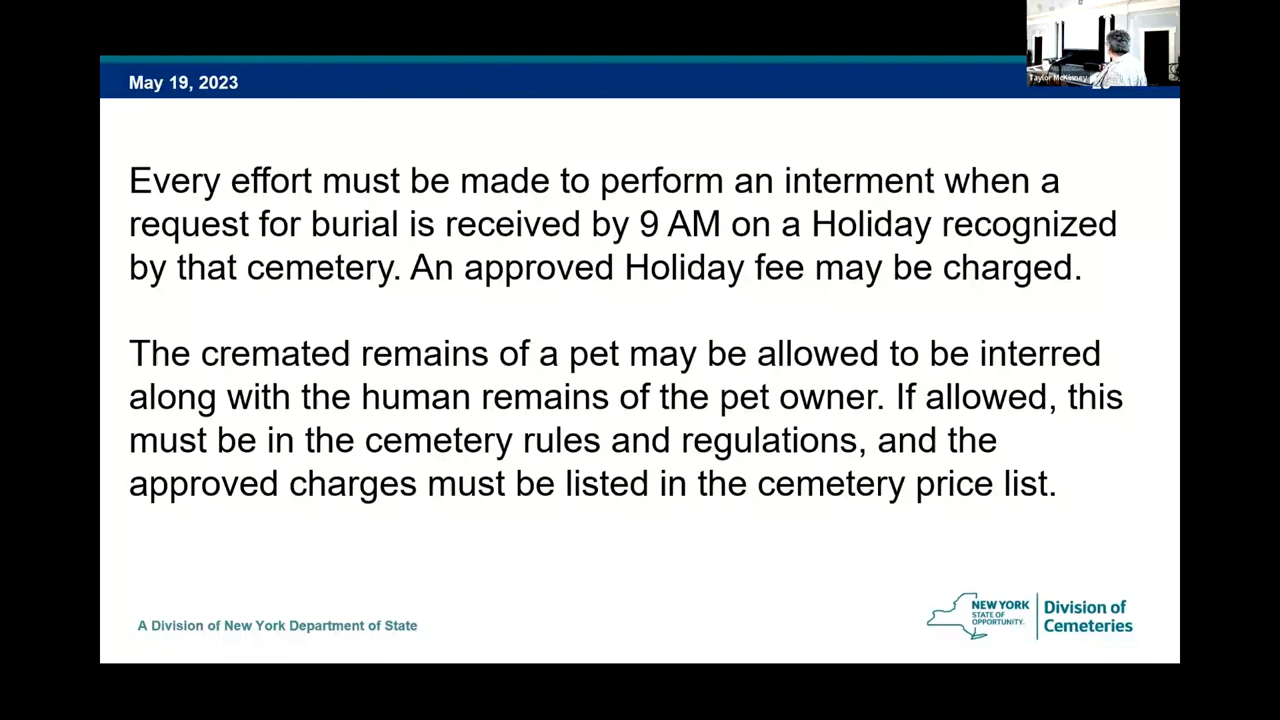 May 19, 2023
Taylor McKinney
Every effort must be made to perform an interment when a
request for burial is received by 9 AM on a Holiday recognized
by that cemetery. An approved Holiday fee may be charged.
The cremated remains of a pet may be allowed to be interred
along with the human remains of the pet owner. If allowed, this
must be in the cemetery rules and regulations, and the
approved charges must be listed in the cemetery price list.
A Division of New York Department of State
NEW YORK
STATE OF
OPPORTUNITY.
Division of
Cemeteries